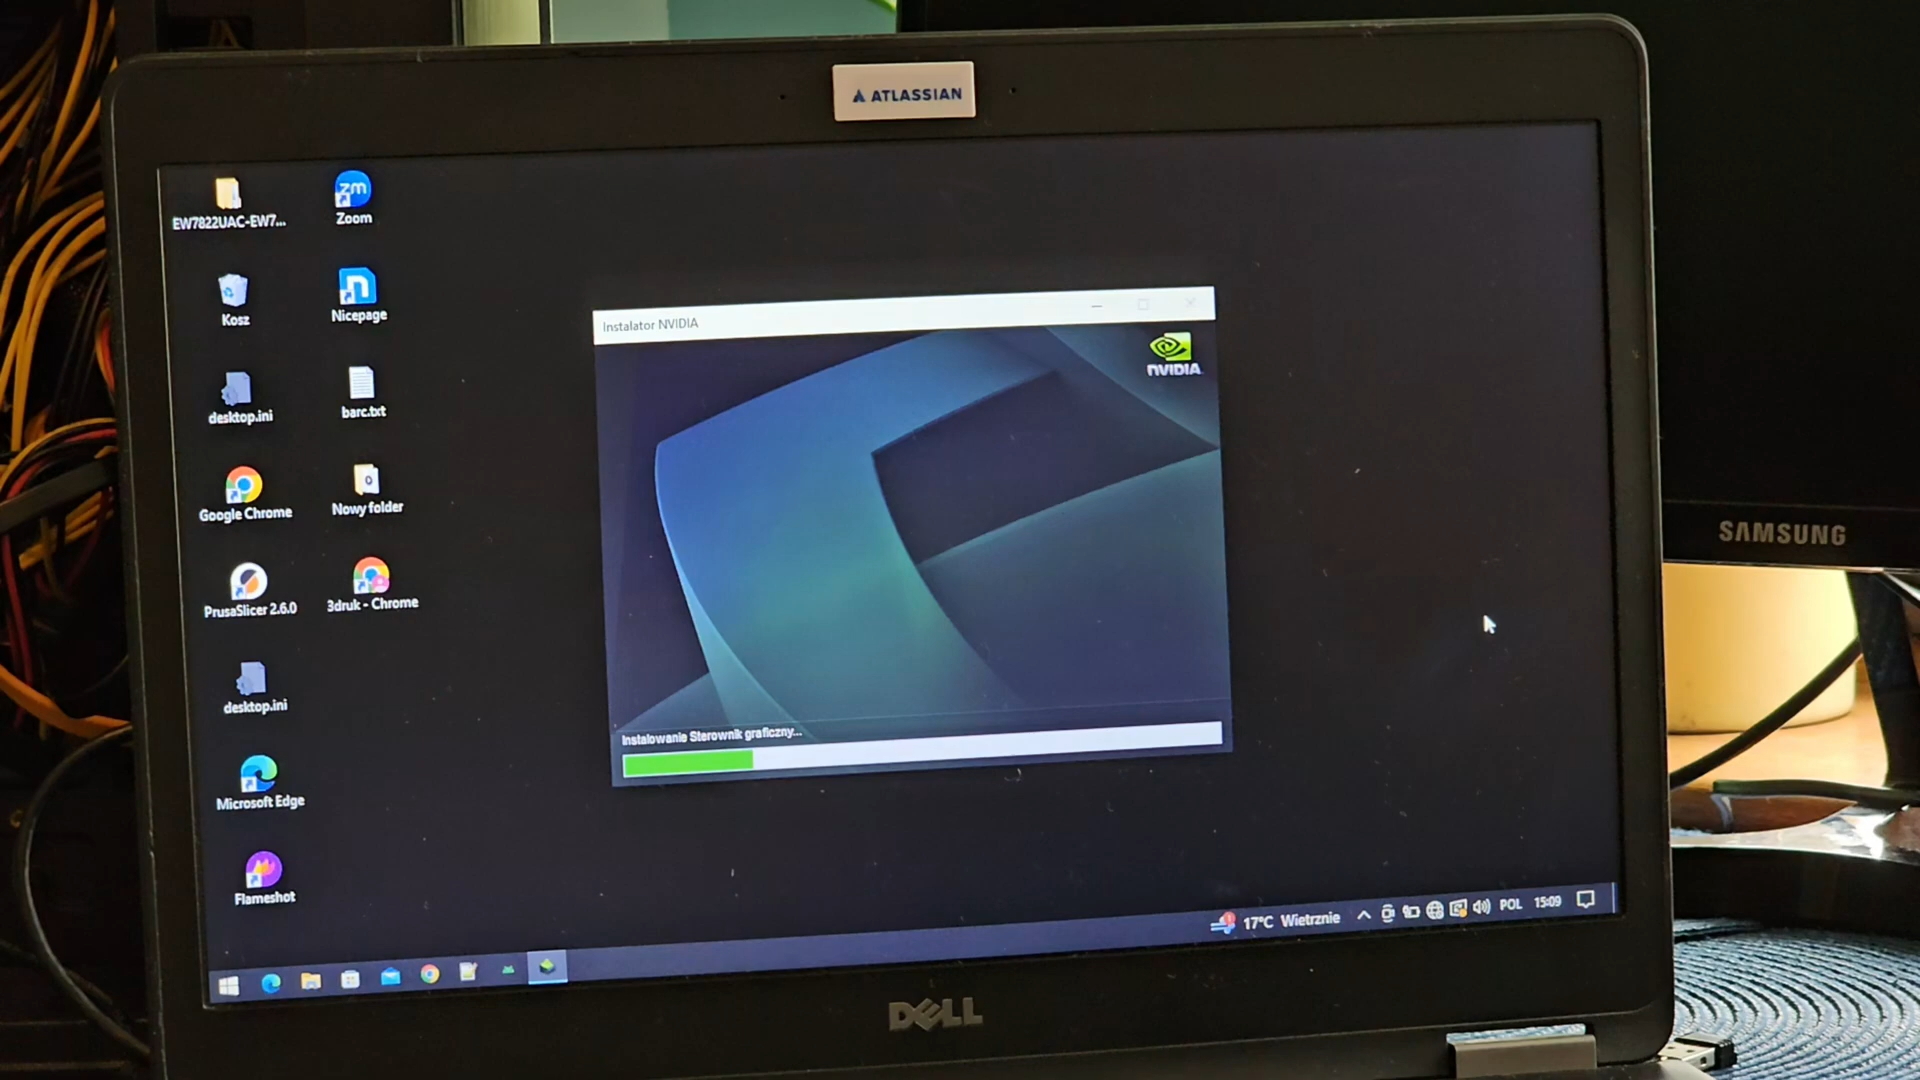 ATLASSIAN
EW7822UAC-EW7...
Zoom
Kosz
Nicepage
desktop.ini
barc.txt
Google Chrome
Nowy folder
PrusaSlicer 2.6.0
3druk - Chrome
desktop.ini
Microsoft Edge
Flameshot
zm
n
Instalator NVIDIA
NVIDIA
Instalowanie Sterownik graficzny...
17°C Wietrznie
POL
15:09
DELL
SAMSUNG